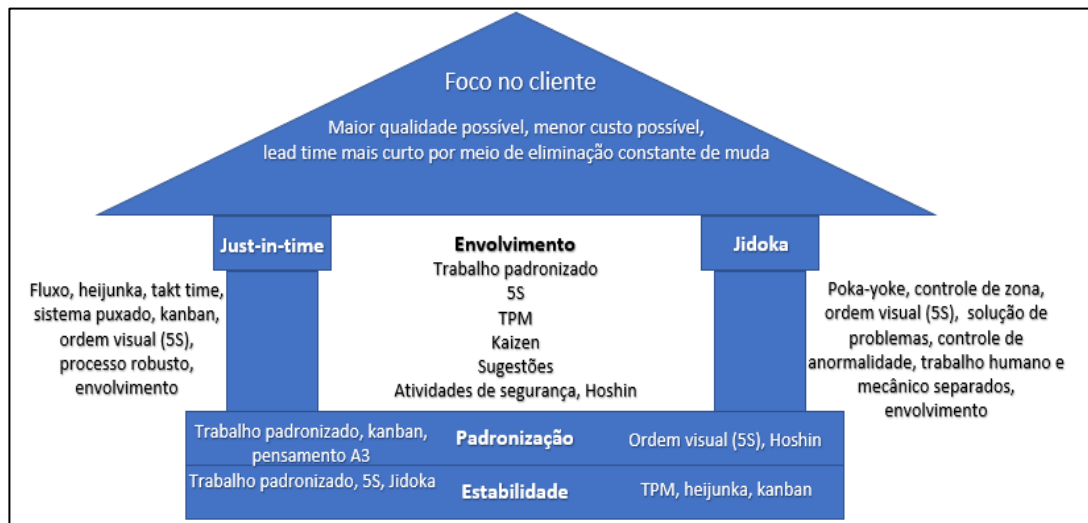 Foco no cliente
Maior qualidade possível, menor custo possível,
lead time mais curto por meio de eliminação constante de muda
Just-in-time
Fluxo, heijunka, takt time,
sistema puxado, kanban,
ordem visual (5S),
processo robusto,
envolvimento
Envolvimento
Trabalho padronizado
5S
TPM
Kaizen
Sugestões
Atividades de segurança, Hoshin
Jidoka
Poka-yoke, controle de zona,
ordem visual (5S), solução de
problemas, controle de
anormalidade, trabalho humano e
mecânico separados,
envolvimento
Trabalho padronizado, kanban,
pensamento A3
Padronização
Ordem visual (5S), Hoshin
Trabalho padronizado, 5S, Jidoka
Estabilidade
TPM, heijunka, kanban